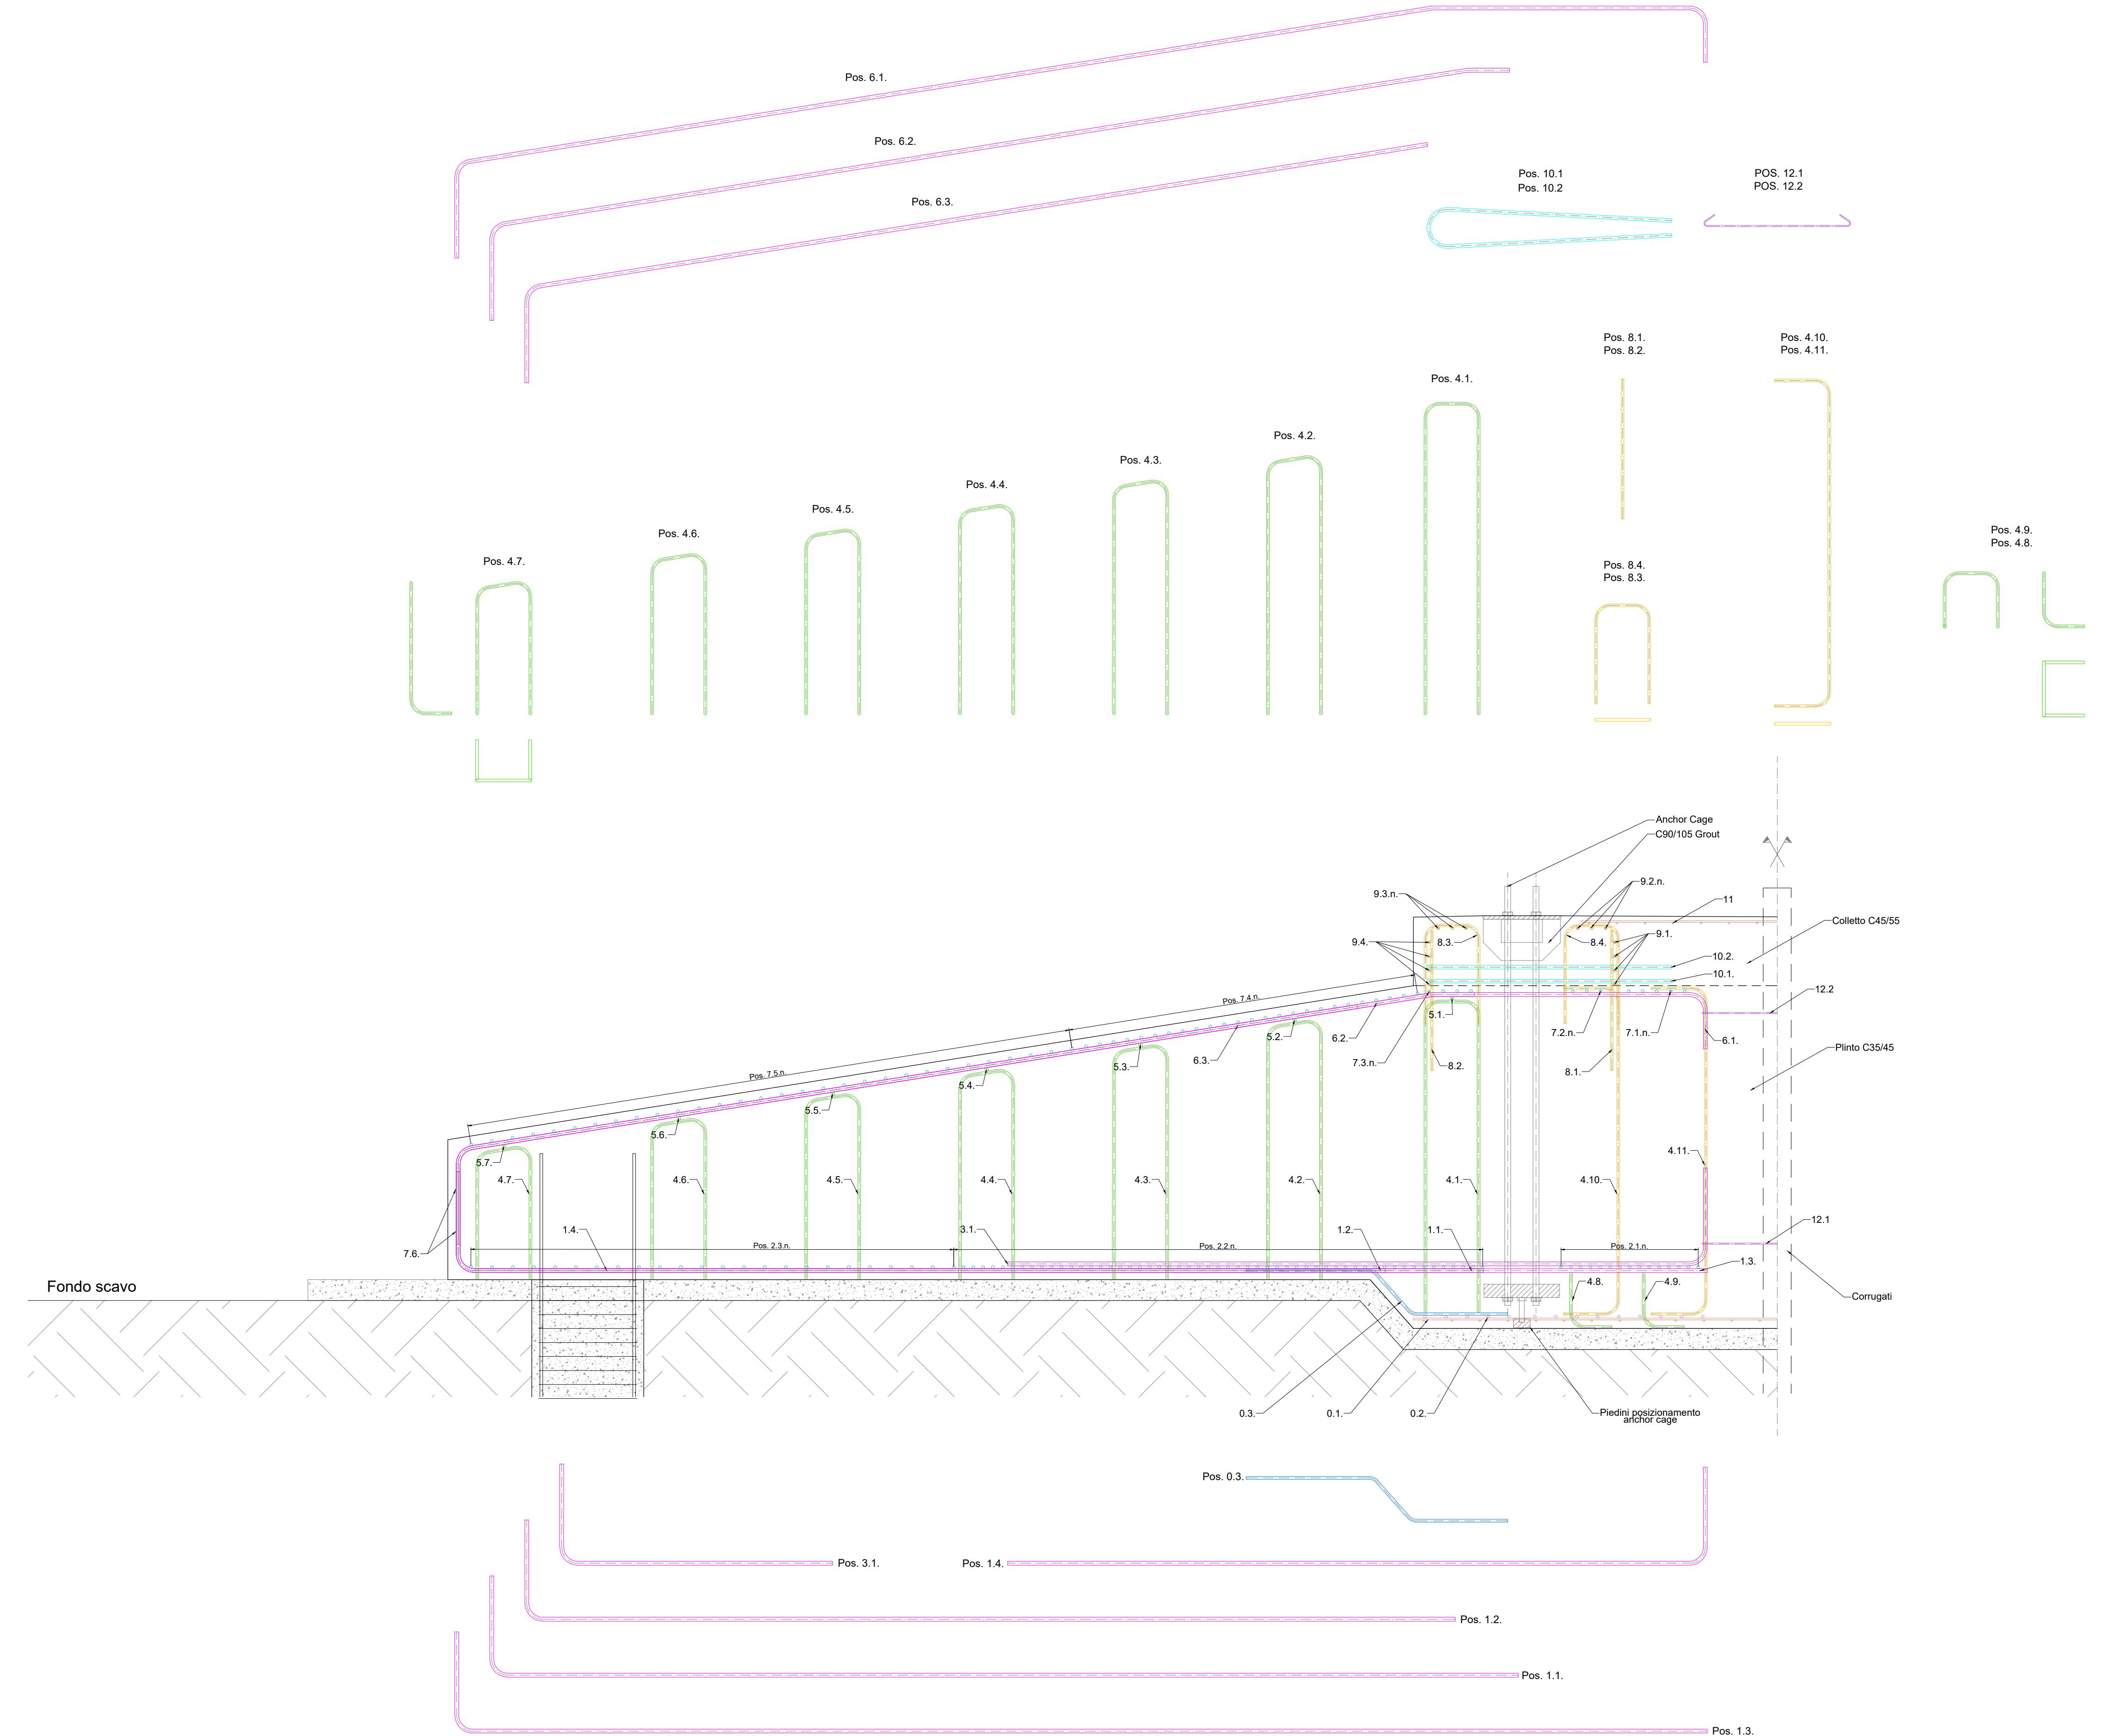 Pos. 6.1.
Pos. 6.2.
Pos. 6.3.
Pos. 10.1
Pos. 10.2
POS. 12.1
POS. 12.2
Pos. 8.1.
Pos. 8.2.
Pos. 4.10.
Pos. 4.11.
Pos. 4.1.
Pos. 4.2.
Pos. 4.3.
Pos. 4.4.
Pos. 4.5.
Pos. 4.6.
Pos. 4.7.
Pos. 4.9.
Pos. 4.8.
Pos. 8.4.
Pos. 8.3.
Anchor Cage
C90/105 Grout
9.3.n.
9.2.n.
11
Colletto C45/55
9.4.
8.3.
8.4.
9.1.
10.2.
10.1.
12.2
Pos. 7.4.n.
5.1.
7.2.n.
7.1.n.
6.1.
Plinto C35/45
5.2.
6.2.
6.3.
7.3.n.
8.2.
8.1.
5.3.
Pos. 7.5.n.
5.4.
5.5.
5.6.
5.7.
4.11.
4.7.
4.6.
4.5.
4.4.
4.3.
4.2.
4.1.
4.10.
12.1
1.4.
3.1.
1.2.
1.1.
7.6.
Pos. 2.3.n.
Pos. 2.2.n.
Pos. 2.1.n.
1.3.
Fondo scavo
4.8.
4.9.
Corrugati
0.3.
0.1.
0.2.
Piedini posizionamento
anchor cage
Pos. 0.3.
Pos. 3.1.
Pos. 1.4.
Pos. 1.2.
Pos. 1.1.
Pos. 1.3.